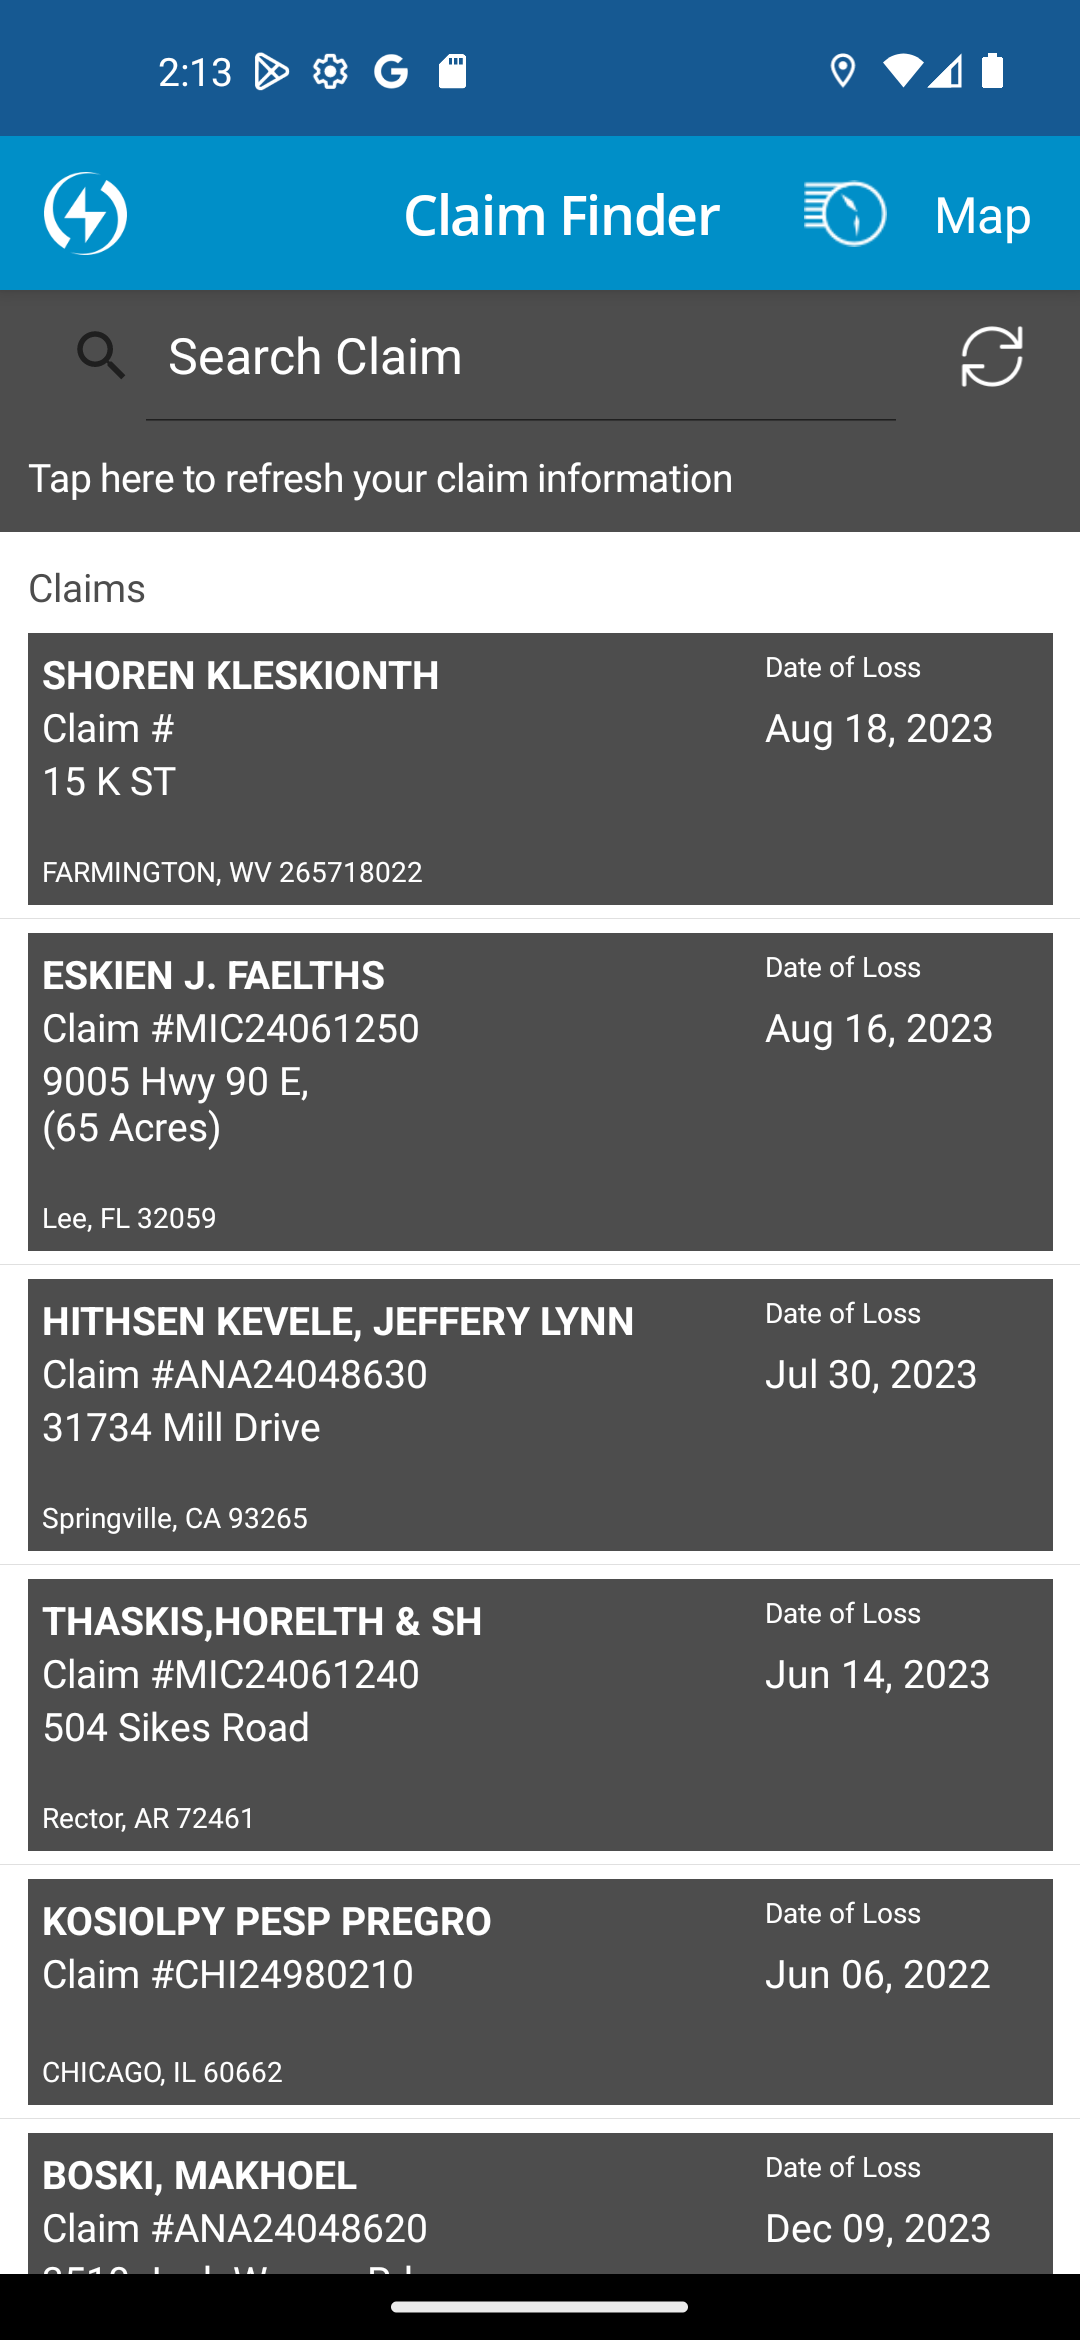 2:13
Claim Finder
Map
Search Claim
Tap here to refresh your claim information
Claims
SHOREN KLESKIONTH
Date of Loss
Claim #
Aug 18, 2023
15 K ST
FARMINGTON, WV 265718022
ESKIEN J. FAELTHS
Date of Loss
Claim #MIC24061250
Aug 16, 2023
9005 Hwy 90 E,
(65 Acres)
Lee, FL 32059
HITHSEN KEVELE, JEFFERY LYNN
Date of Loss
Claim #ANA24048630
Jul 30, 2023
31734 Mill Drive
Springville, CA 93265
THASKIS,HORELTH & SH
Date of Loss
Claim #MIC24061240
Jun 14, 2023
504 Sikes Road
Rector, AR 72461
KOSIOLPY PESP PREGRO
Date of Loss
Claim #CHI24980210
Jun 06, 2022
CHICAGO, IL 60662
BOSKI, MAKHOEL
Date of Loss
Claim #ANA24048620
Dec 09, 2023